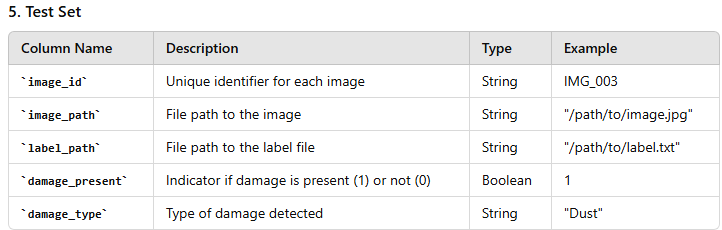 5. Test Set
Column Name Description Type Example
`image_id` Unique identifier for each image String IMG_003
`image_path` File path to the image String "/path/to/image.jpg"
`label_path` File path to the label file String "/path/to/label.txt"
`damage_present` Indicator if damage is present (1) or not (0) Boolean 1
`damage_type` Type of damage detected String "Dust"